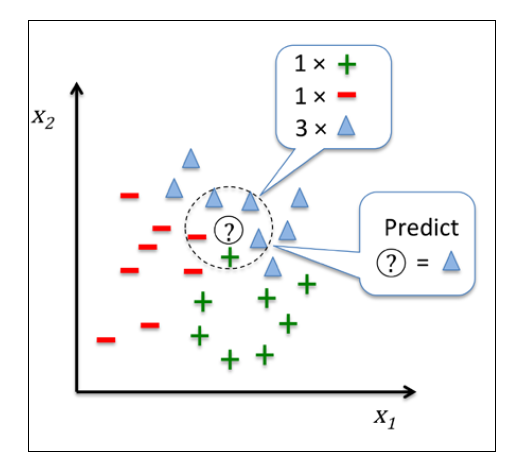 1 × +
1 × −
3 ×
x2
?
Predict
? =
x1